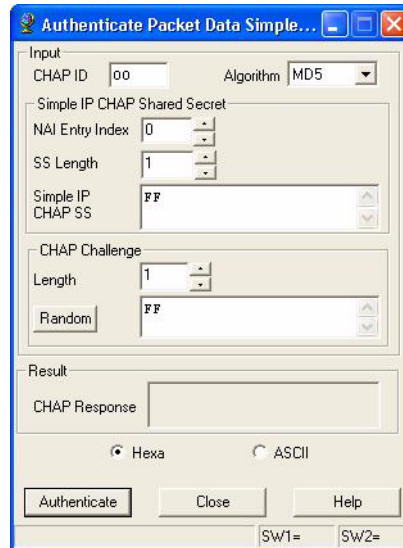 Authenticate Packet Data Simple...
Input
CHAP ID oo Algorithm MD5
Simple IP CHAP Shared Secret
NAI Entry Index 0
SS Length 1
Simple IP CHAP SS FF
CHAP Challenge
Length 1
Random FF
Result
CHAP Response
Hexa ASCII
Authenticate Close Help
SW1= SW2=